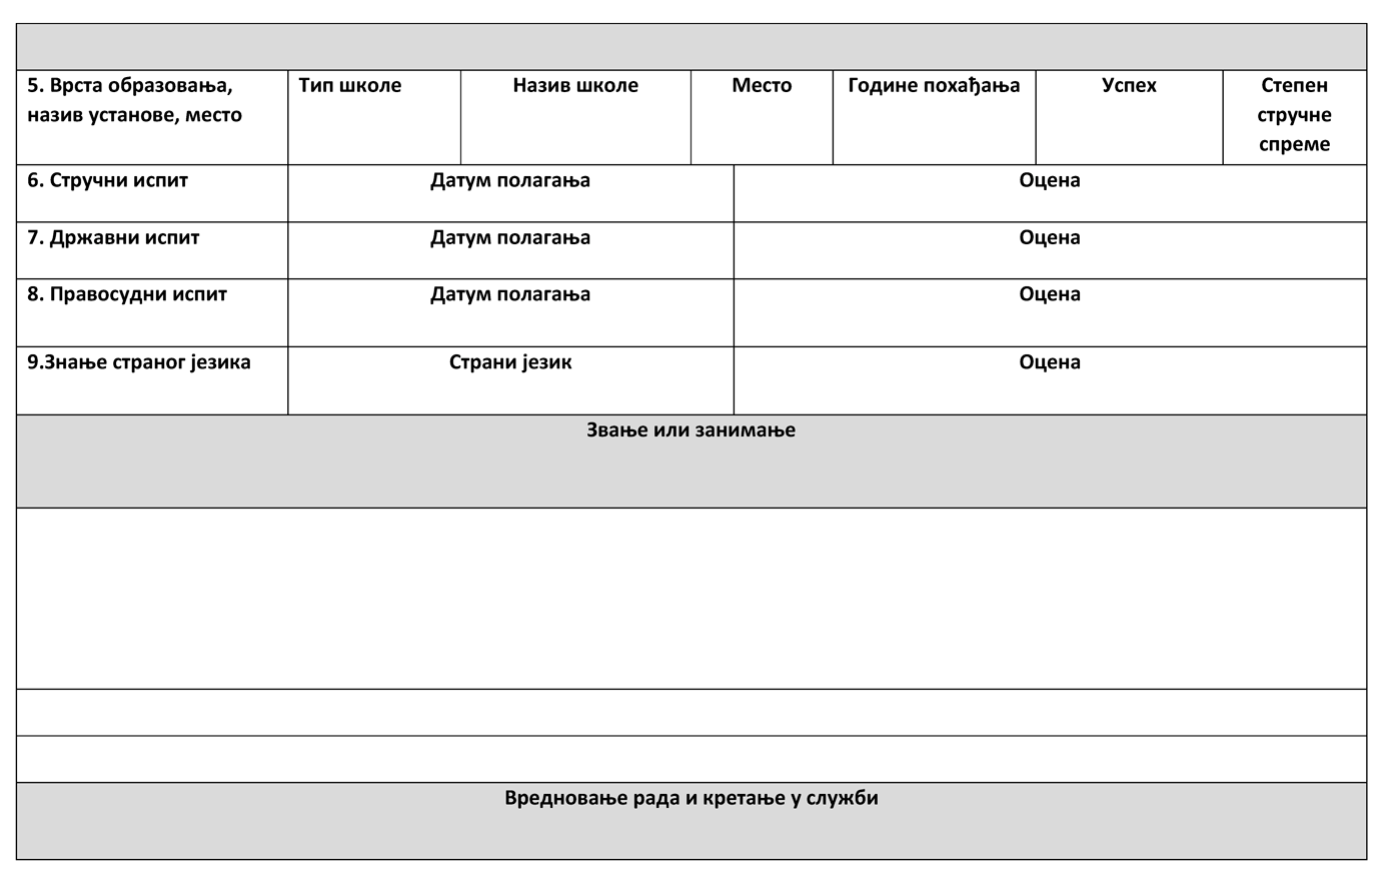 5. Врста образовања, Тип школе Назив школе Место Године похађања Успех Степен
назив установе, место стручне
спреме
6. Стручни испит Датум полагања Оцена
7. Државни испит Датум полагања Оцена
8. Правосудни испит Датум полагања Оцена
9.Знање страног језика Страни језик Оцена
Звање или занимање
Вредновање рада и кретање у служби